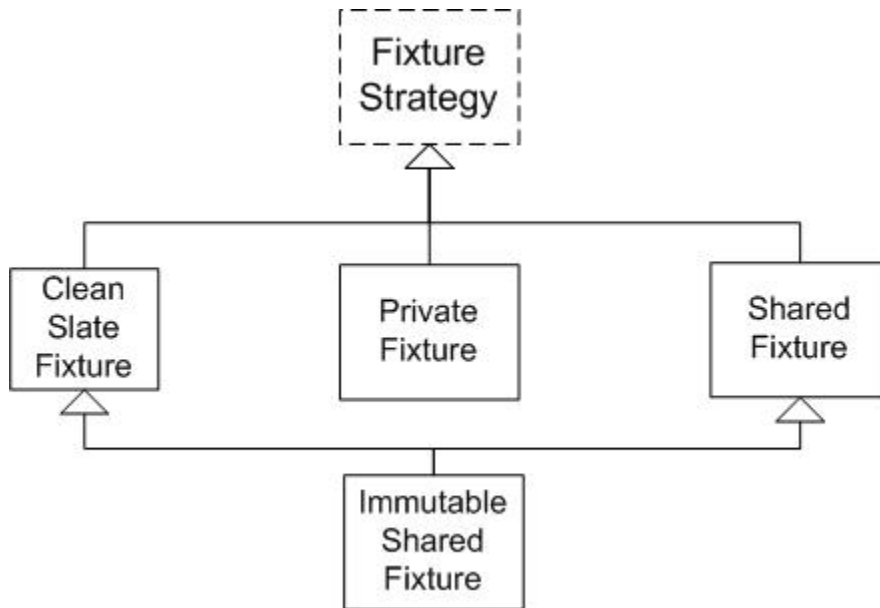 Fixture
Strategy
Clean
Slate
Fixture
Private
Fixture
Shared
Fixture
Immutable
Shared
Fixture